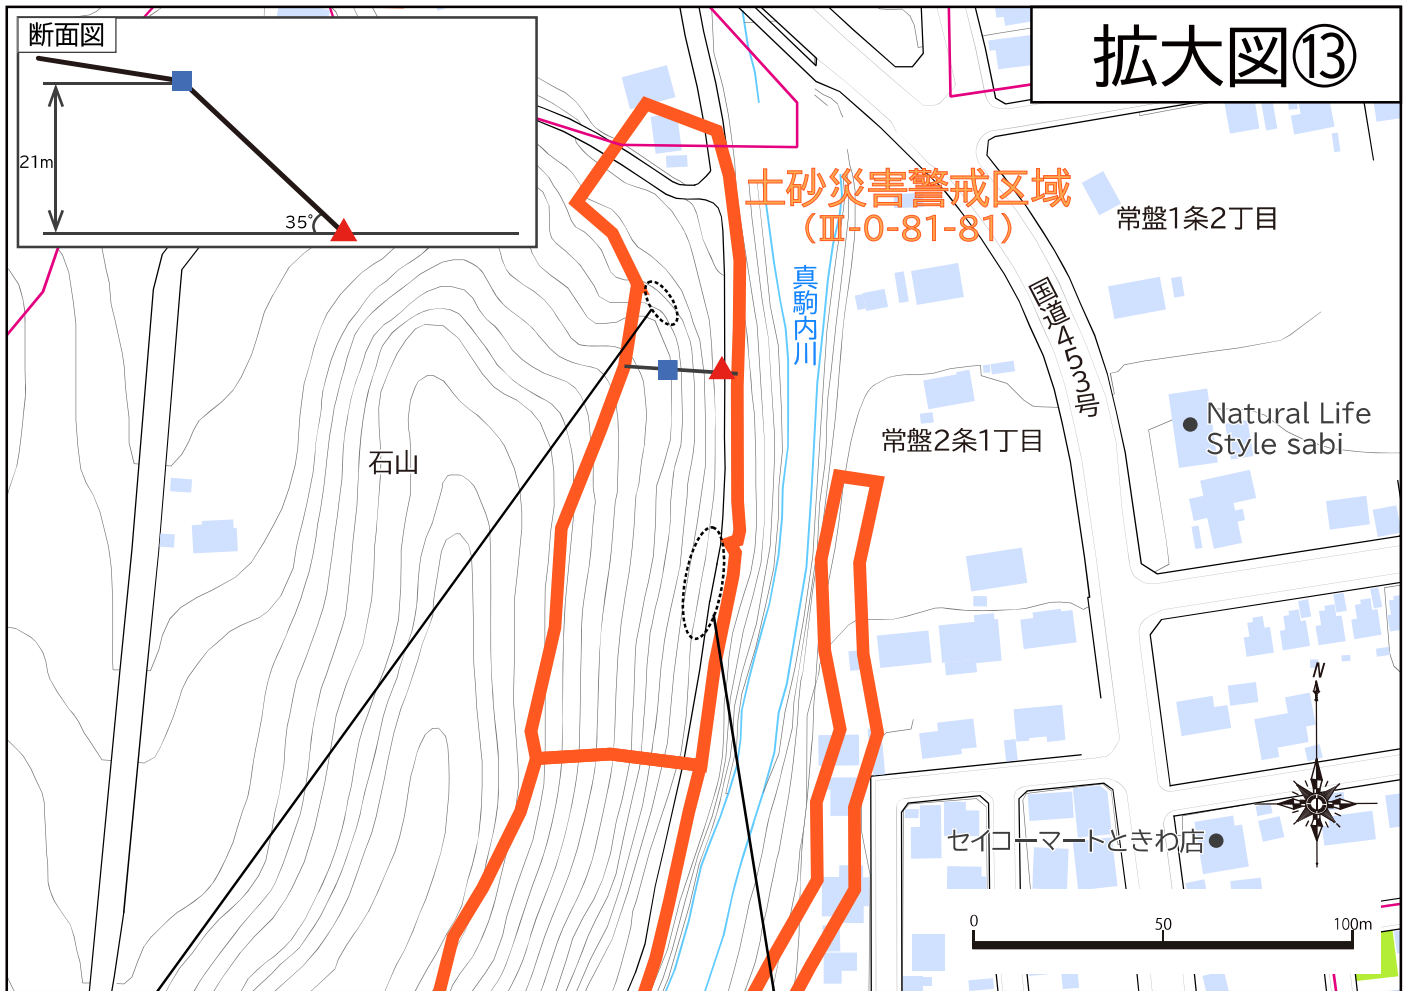 断面図
21m
35°
拡大図⑬
土砂災害警戒区域
（Ⅲ-0-81-81）
真駒内川
国道453号
常盤1条2丁目
Natural Life
Style sabi
常盤2条1丁目
石山
N
セイコーマートときわ店
0 50 100m